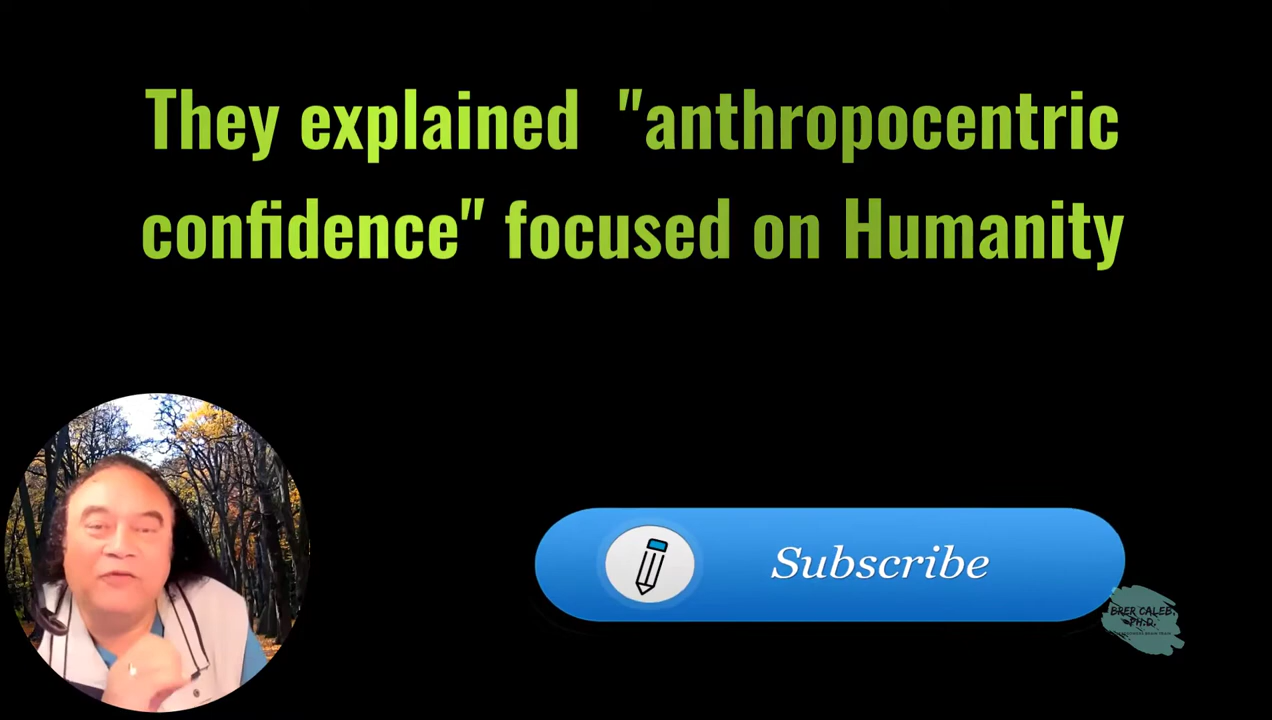 They explained "anthropocentric
confidence" focused on Humanity
Subscribe
BRER CALEB,
PH.D.